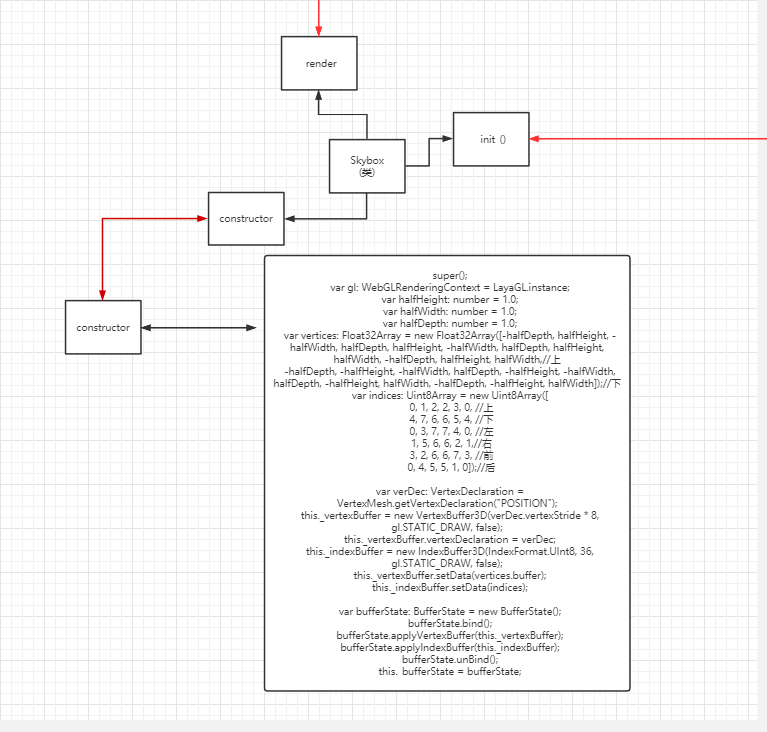 render
init ()
Skybox
(类)
constructor
constructor
super();
var gl: WebGLRenderingContext = LayaGL.instance;
var halfHeight: number = 1.0;
var halfWidth: number = 1.0;
var halfDepth: number = 1.0;
var vertices: Float32Array = new Float32Array([-halfDepth, halfHeight, -
halfWidth, halfDepth, halfHeight, -halfWidth, halfDepth, halfHeight,
halfWidth, -halfDepth, halfHeight, halfWidth,//上
-halfDepth, -halfHeight, -halfWidth, halfDepth, -halfHeight, -halfWidth,
halfDepth, -halfHeight, halfWidth, -halfDepth, -halfHeight, halfWidth]);//下
var indices: Uint8Array = new Uint8Array([
0, 1, 2, 2, 3, 0, //上
4, 7, 6, 6, 5, 4, //下
0, 3, 7, 7, 4, 0, //左
1, 5, 6, 6, 2, 1,//右
3, 2, 6, 6, 7, 3, //前
0, 4, 5, 5, 1, 0]);//后
var verDec: VertexDeclaration =
VertexMesh.getVertexDeclaration("POSITION");
this._vertexBuffer = new VertexBuffer3D(verDec.vertexStride * 8,
gl.STATIC_DRAW, false);
this._vertexBuffer.vertexDeclaration = verDec;
this._indexBuffer = new IndexBuffer3D(IndexFormat.UInt8, 36,
gl.STATIC_DRAW, false);
this._vertexBuffer.setData(vertices.buffer);
this._indexBuffer.setData(indices);
var bufferState: BufferState = new BufferState();
bufferState.bind();
bufferState.applyVertexBuffer(this._vertexBuffer);
bufferState.applyIndexBuffer(this._indexBuffer);
bufferState.unBind();
this. bufferState = bufferState;